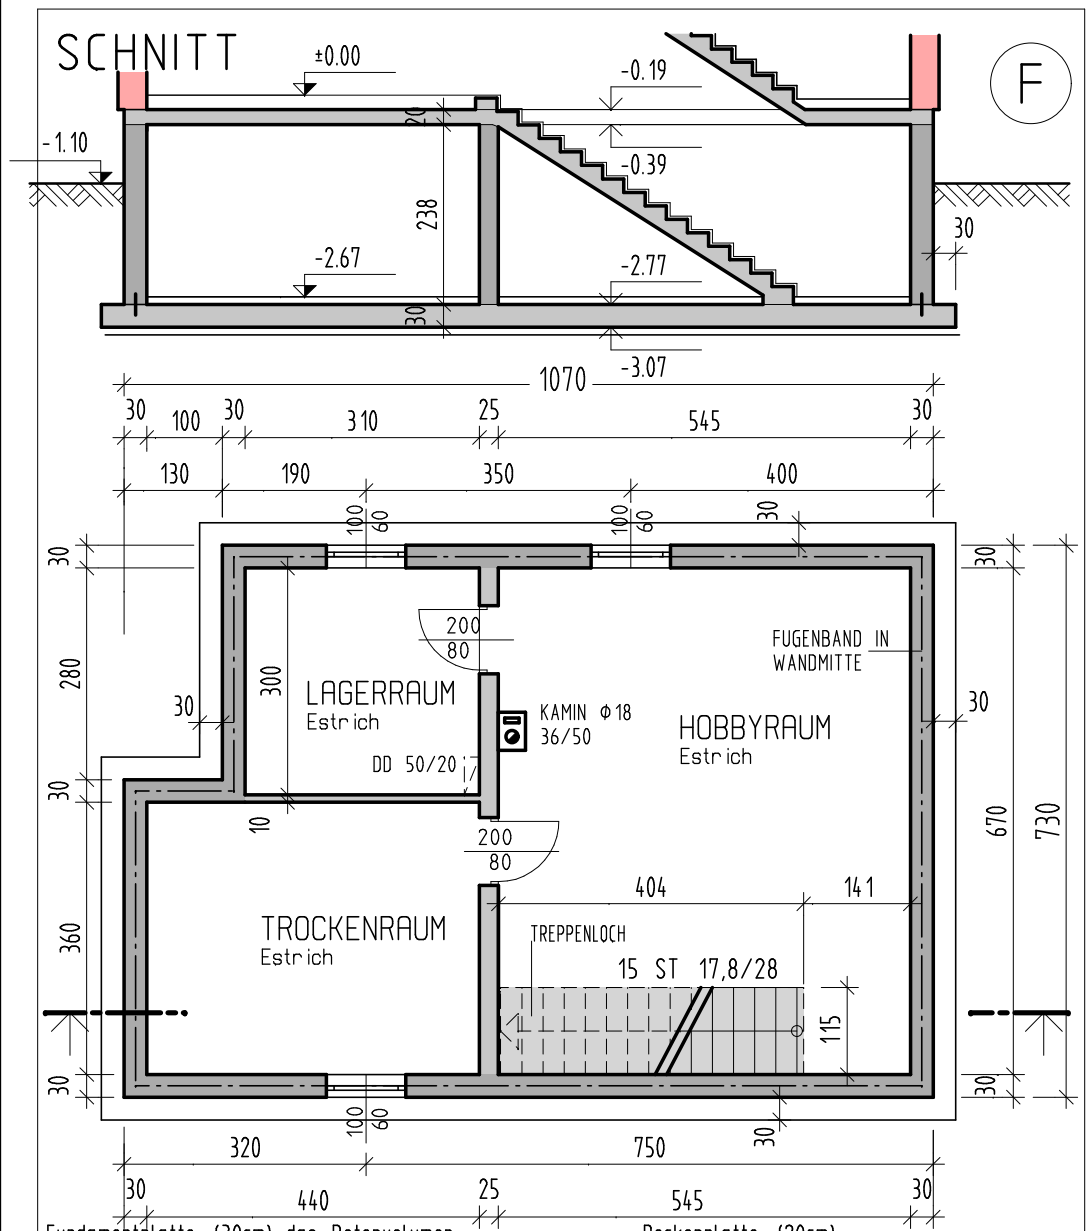 SCHNITT
F
±0.00
-0.19
-1.10
20
-0.39
238
30
-2.67
-2.77
30
-3.07
1070
30 100 30 310 25 545 30
130 190 350 400
100 60
100 60
30
30
30
200
80
FUGENBAND IN
WANDMITTE
280
300
LAGERRAUM
Estrich
30
30
KAMIN Φ18
36/50
HOBBYRAUM
Estrich
DD 50/20
30
10
670
730
200
80
404 141
360
TROCKENRAUM
Estrich
TREPPENLOCH
15 ST 17,8/28
115
30
30
100 60
30
320 750
30 440 25 545 30